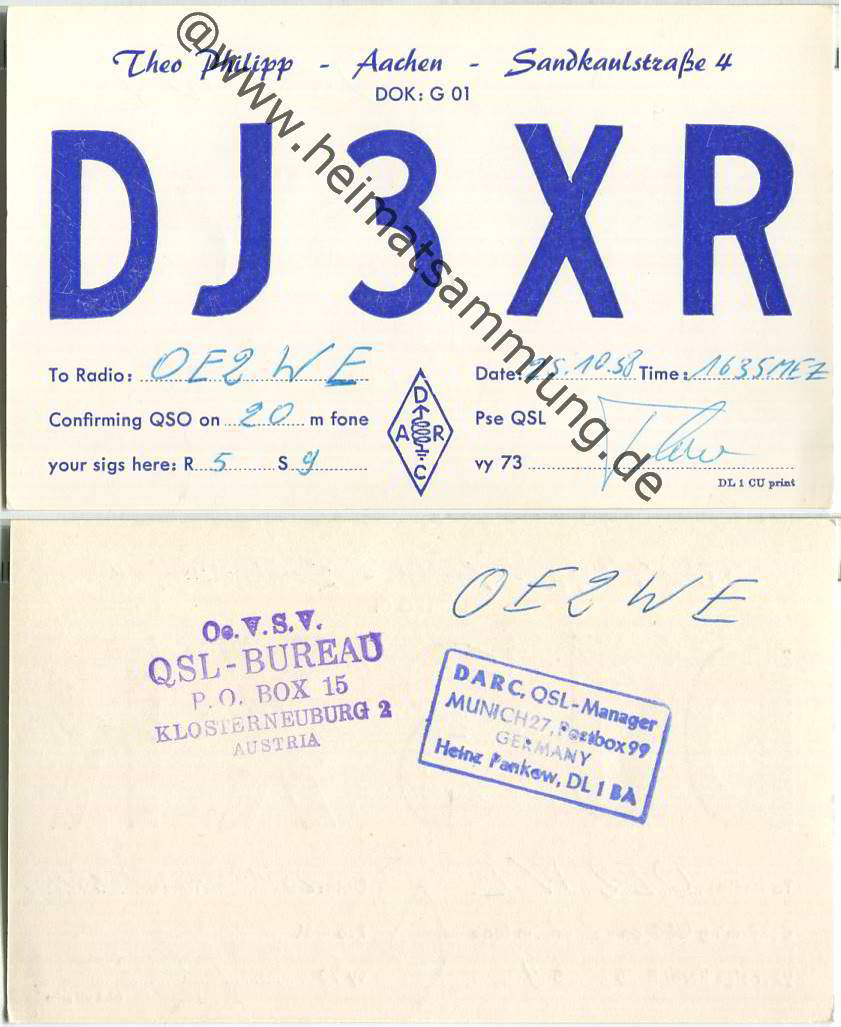 Theo Philipp - Aachen - Sandkaulstraße 4
DOK: G 01
DJ3XR
To Radio: OE2WE
Date: 25.10.58 Time: 1635 MEZ
Confirming QSO on 20 m fone
Pse QSL
your sigs here: R 5 S 9
vy 73
DARC
DL 1 CU print
@www.heimatsammlung.de
OE2WE
Oe.V.S.V.
QSL-BUREAU
P.O. BOX 15
KLOSTERNEUBURG 2
AUSTRIA
DARC, QSL-Manager
MUNICH 27, Postbox 99
GERMANY
Heinz Pankow, DL 1 BA